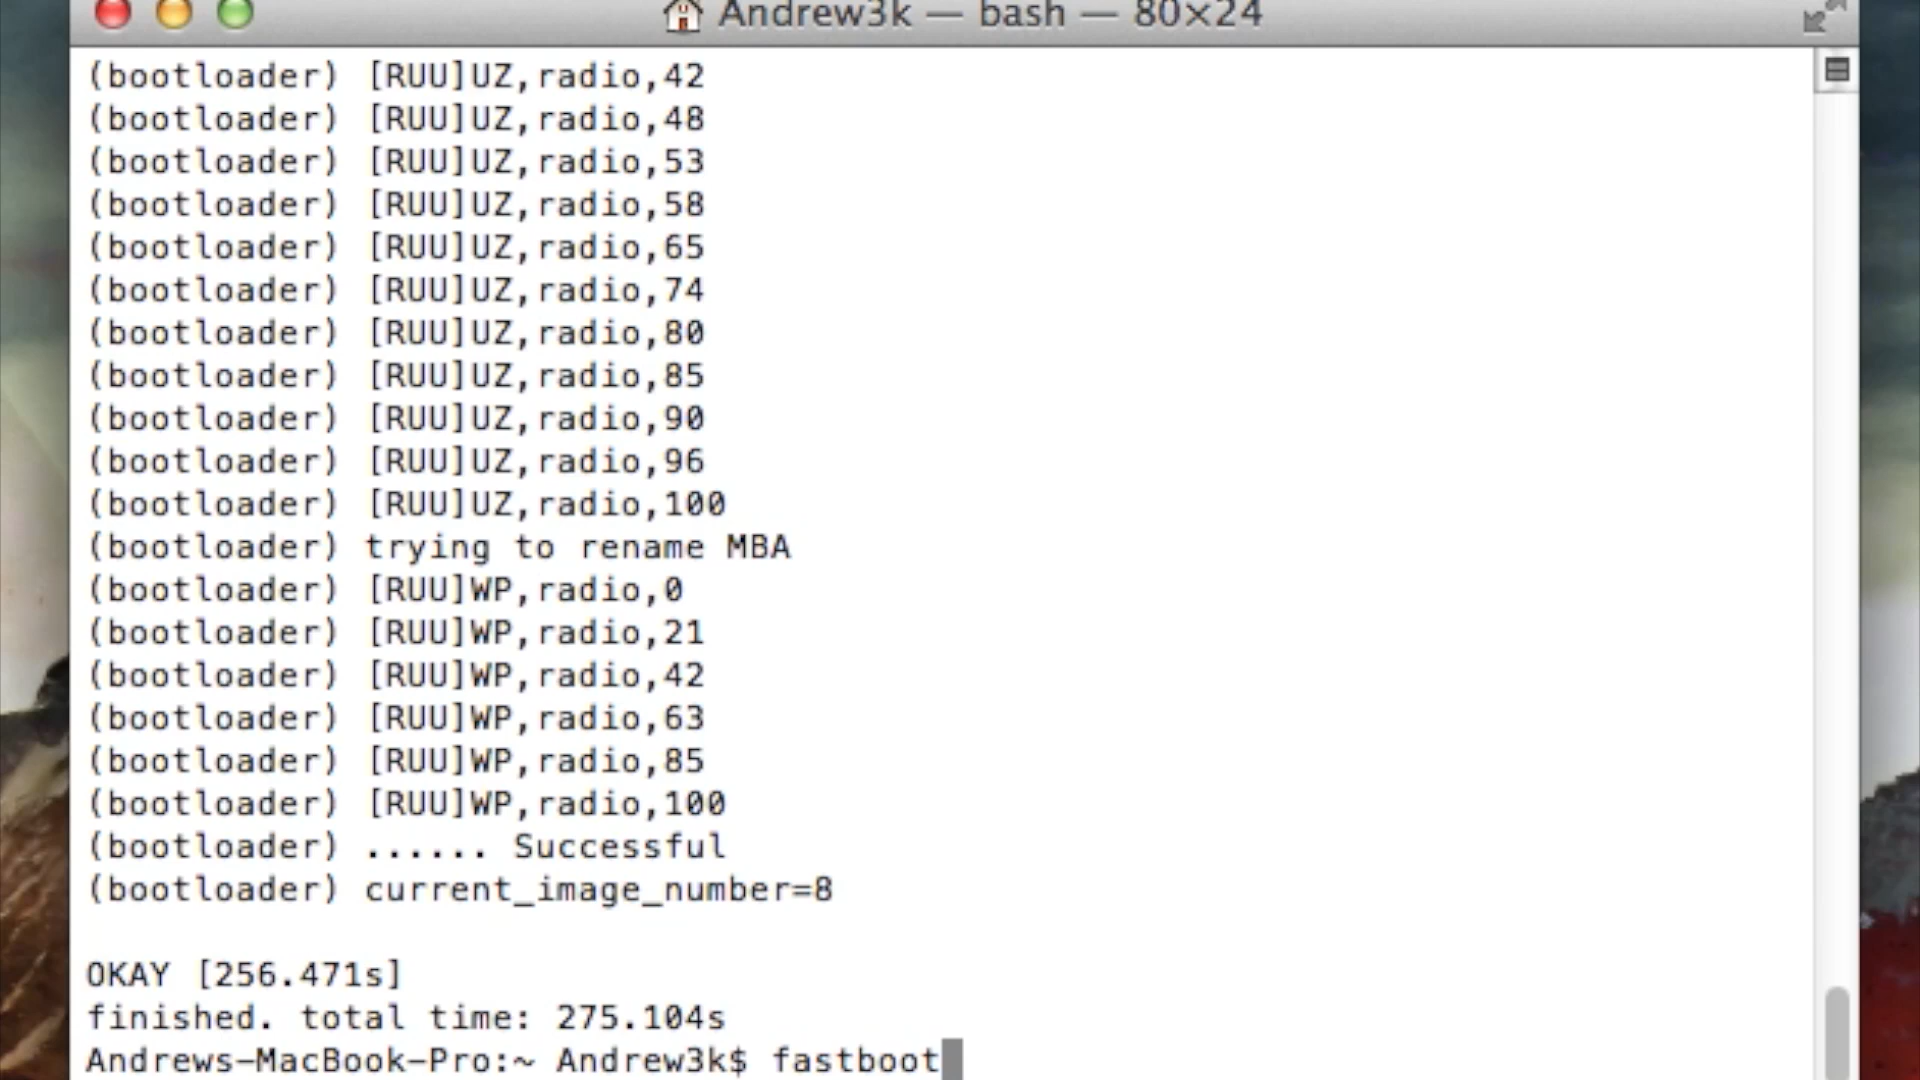 Andrew3k — bash — 80×24
(bootloader) [RUU]UZ,radio,42
(bootloader) [RUU]UZ,radio,48
(bootloader) [RUU]UZ,radio,53
(bootloader) [RUU]UZ,radio,58
(bootloader) [RUU]UZ,radio,65
(bootloader) [RUU]UZ,radio,74
(bootloader) [RUU]UZ,radio,80
(bootloader) [RUU]UZ,radio,85
(bootloader) [RUU]UZ,radio,90
(bootloader) [RUU]UZ,radio,96
(bootloader) [RUU]UZ,radio,100
(bootloader) trying to rename MBA
(bootloader) [RUU]WP,radio,0
(bootloader) [RUU]WP,radio,21
(bootloader) [RUU]WP,radio,42
(bootloader) [RUU]WP,radio,63
(bootloader) [RUU]WP,radio,85
(bootloader) [RUU]WP,radio,100
(bootloader) ...... Successful
(bootloader) current_image_number=8
OKAY [256.471s]
finished. total time: 275.104s
Andrews-MacBook-Pro:~ Andrew3k$ fastboot